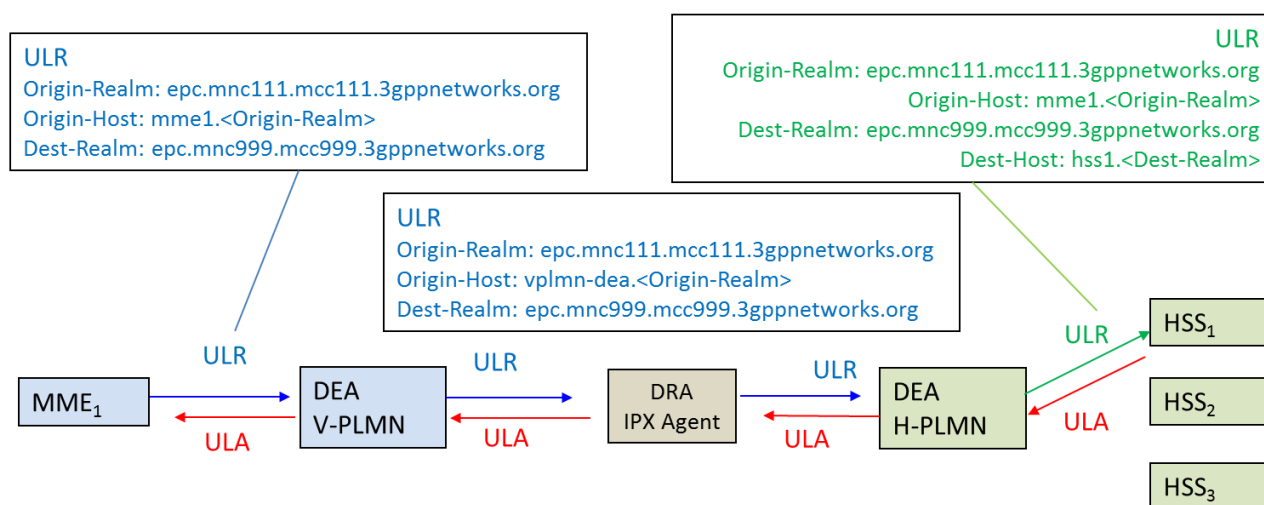 ULR
Origin-Realm: epc.mnc111.mcc111.3gppnetworks.org
Origin-Host: mme1.<Origin-Realm>
Dest-Realm: epc.mnc999.mcc999.3gppnetworks.org
ULR
Origin-Realm: epc.mnc111.mcc111.3gppnetworks.org
Origin-Host: mme1.<Origin-Realm>
Dest-Realm: epc.mnc999.mcc999.3gppnetworks.org
Dest-Host: hss1.<Dest-Realm>
ULR
Origin-Realm: epc.mnc111.mcc111.3gppnetworks.org
Origin-Host: vplmn-dea.<Origin-Realm>
Dest-Realm: epc.mnc999.mcc999.3gppnetworks.org
ULR
ULR
ULR
ULR
MME₁
DEA
V-PLMN
DRA
IPX Agent
DEA
H-PLMN
HSS₁
HSS₂
HSS₃
ULA
ULA
ULA
ULA